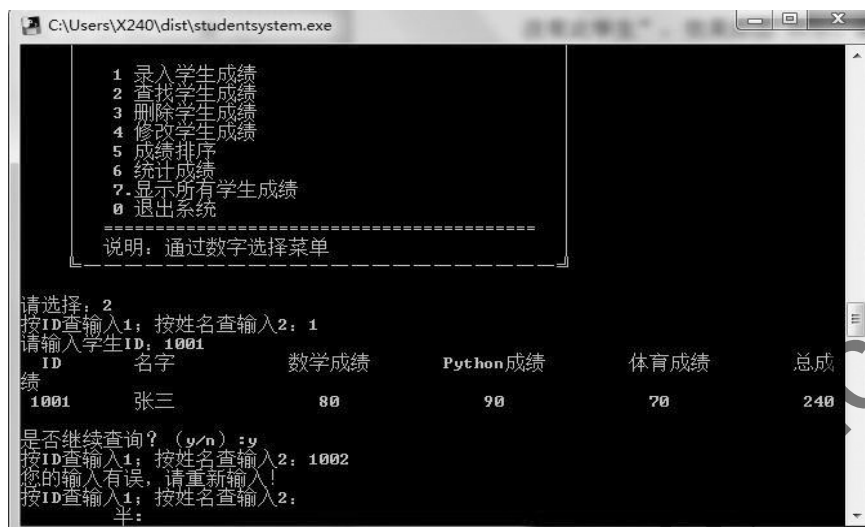 C:\Users\X240\dist\studentsystem.exe
1 录入学生成绩
2 查找学生成绩
3 删除学生成绩
4 修改学生成绩
5 成绩排序
6 统计成绩
7.显示所有学生成绩
0 退出系统
==========================================
说明：通过数字选择菜单
请选择：2
按ID查输入1；按姓名查输入2：1
请输入学生ID：1001
ID 名字 数学成绩 Python成绩 体育成绩 总成
绩
1001 张三 80 90 70 240
是否继续查询？（y/n）:y
按ID查输入1；按姓名查输入2：1002
您的输入有误，请重新输入！
按ID查输入1；按姓名查输入2：
半：